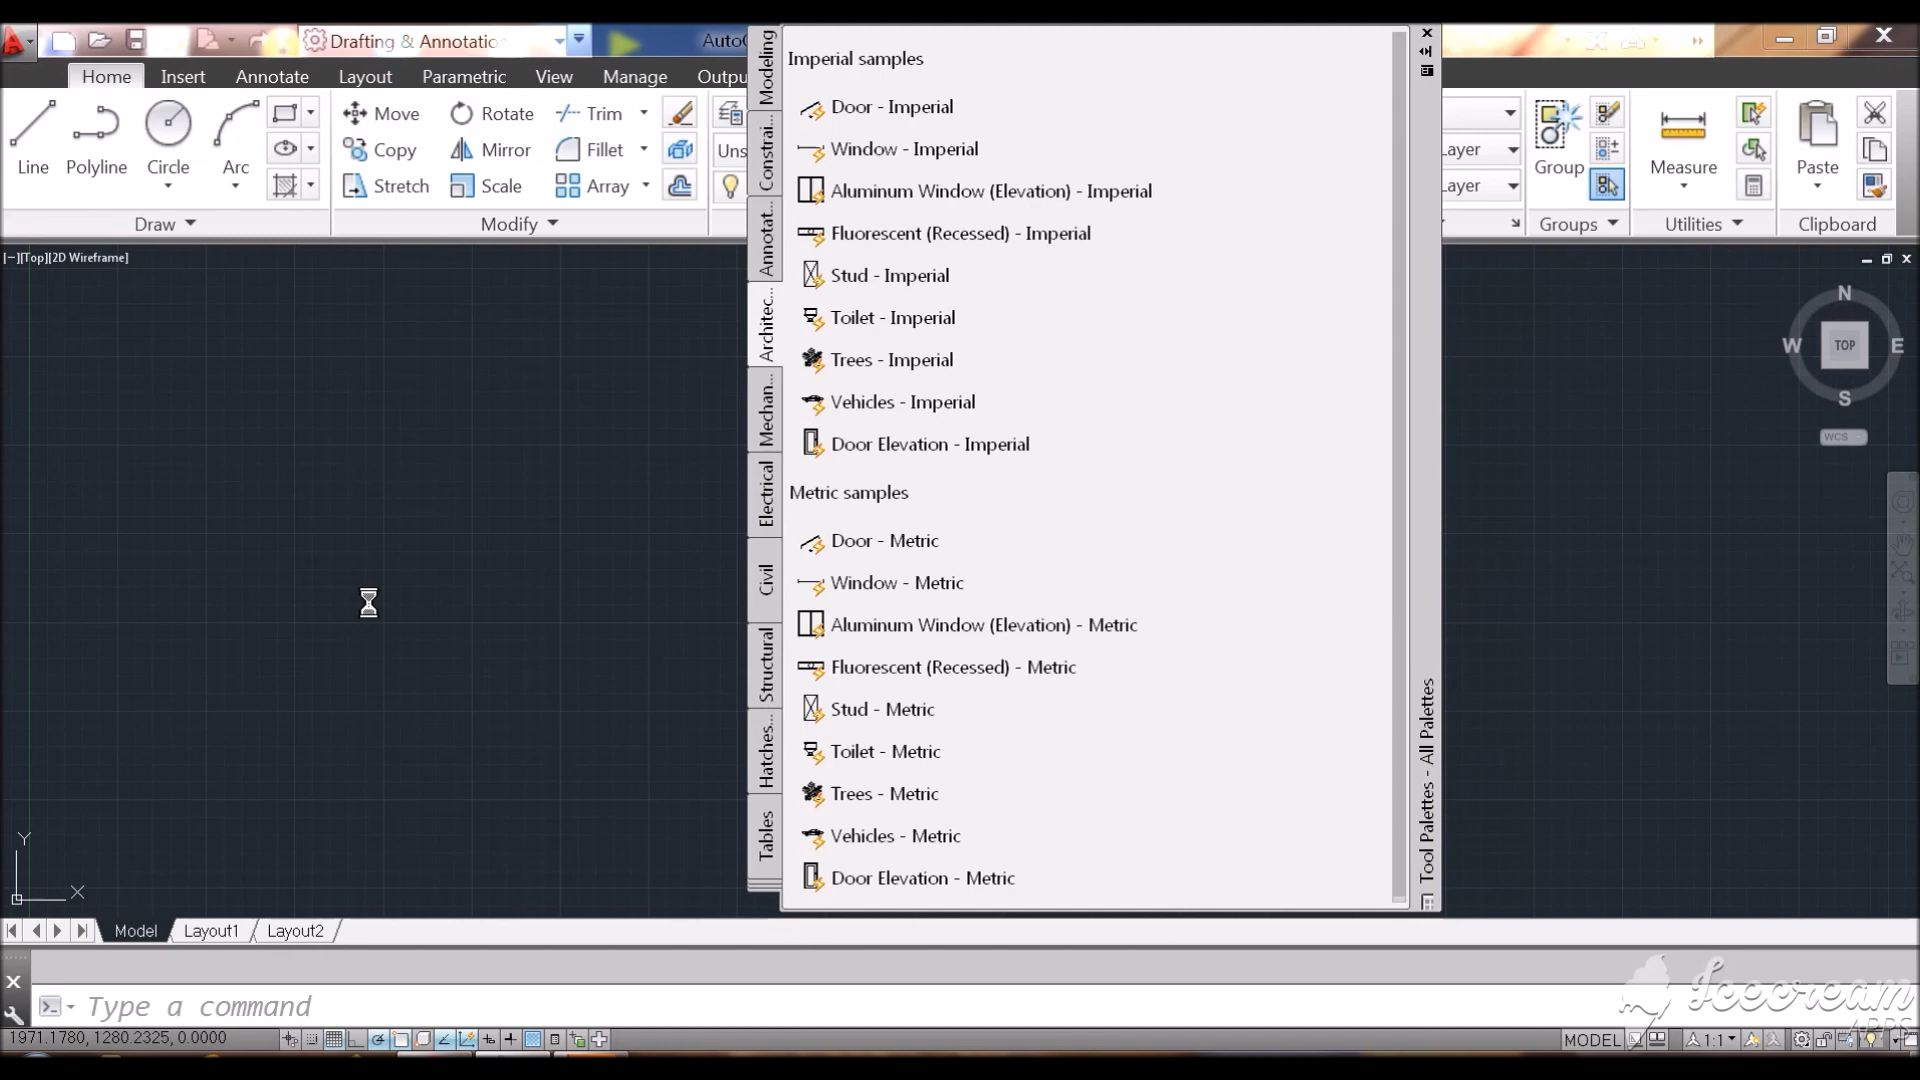 Drafting & Annotatio
AutoC
Home Insert Annotate Layout Parametric View Manage Outpu
Line Polyline Circle Arc
Move Rotate Trim
Copy Mirror Fillet
Stretch Scale Array
Uns
Draw Modify
ayer
ayer
Group Measure Paste
Groups Utilities Clipboard
[−][Top][2D Wireframe]
Modeling
Constrai...
Annotat...
Architec...
Mechan...
Electrical
Civil
Structural
Hatches...
Tables
Imperial samples
Door - Imperial
Window - Imperial
Aluminum Window (Elevation) - Imperial
Fluorescent (Recessed) - Imperial
Stud - Imperial
Toilet - Imperial
Trees - Imperial
Vehicles - Imperial
Door Elevation - Imperial
Metric samples
Door - Metric
Window - Metric
Aluminum Window (Elevation) - Metric
Fluorescent (Recessed) - Metric
Stud - Metric
Toilet - Metric
Trees - Metric
Vehicles - Metric
Door Elevation - Metric
Tool Palettes - All Palettes
N
W TOP E
S
WCS
Y
X
Model Layout1 Layout2
Type a command
Icecream
APPS
1971.1780, 1280.2325, 0.0000
MODEL
1:1